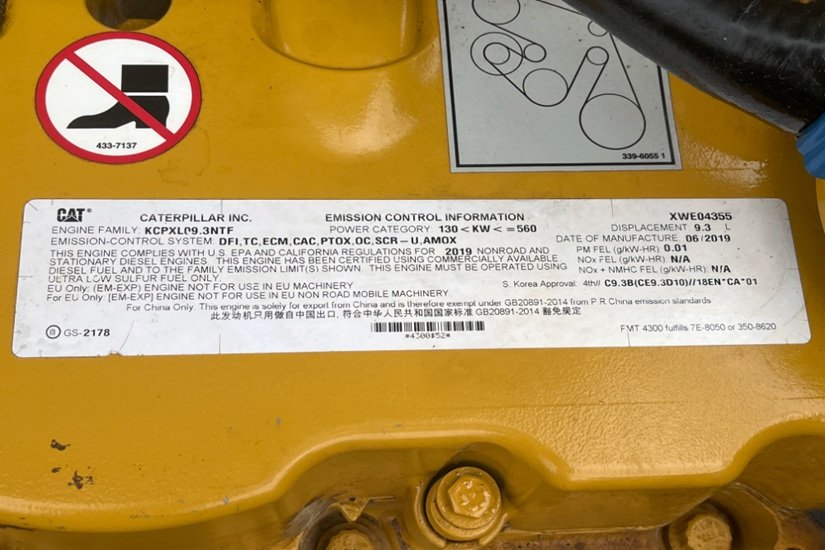 433-7137
339-6055 1
CAT®
CATERPILLAR INC. EMISSION CONTROL INFORMATION XWE04355
ENGINE FAMILY: KCPXL09.3NTF POWER CATEGORY: 130<KW<=560 DISPLACEMENT: 9.3 L
EMISSION-CONTROL SYSTEM: DFI,TC,ECM,CAC,PTOX,OC,SCR-U,AMOX DATE OF MANUFACTURE: 06/2019
THIS ENGINE COMPLIES WITH U.S. EPA AND CALIFORNIA REGULATIONS FOR 2019 NONROAD AND PM FEL (g/kW-HR) 0.01
STATIONARY DIESEL ENGINES. THIS ENGINE HAS BEEN CERTIFIED USING COMMERCIALLY AVAILABLE NOx FEL (g/kW-HR): N/A
DIESEL FUEL AND TO THE FAMILY EMISSION LIMIT(S) SHOWN. THIS ENGINE MUST BE OPERATED USING NOx + NMHC FEL (g/kW-HR): N/A
ULTRA LOW SULFUR FUEL ONLY.
EU Only: [EM-EXP] ENGINE NOT FOR USE IN EU MACHINERY S. Korea Approval: 4th// C9.3B(CE9.3D10)//18EN*CA*01
For EU Only: [EM-EXP] ENGINE NOT FOR USE IN EU NON ROAD MOBILE MACHINERY
For China Only: This engine is solely for export from China and is therefore exempt under GB20891-2014 from P.R China emission standards
此发动机只用做自中国出口, 符合中华人民共和国国家标准 GB20891-2014 豁免规定
GS-2178 FMT 4300 fulfills 7E-8050 or 350-8620
*4300#52*